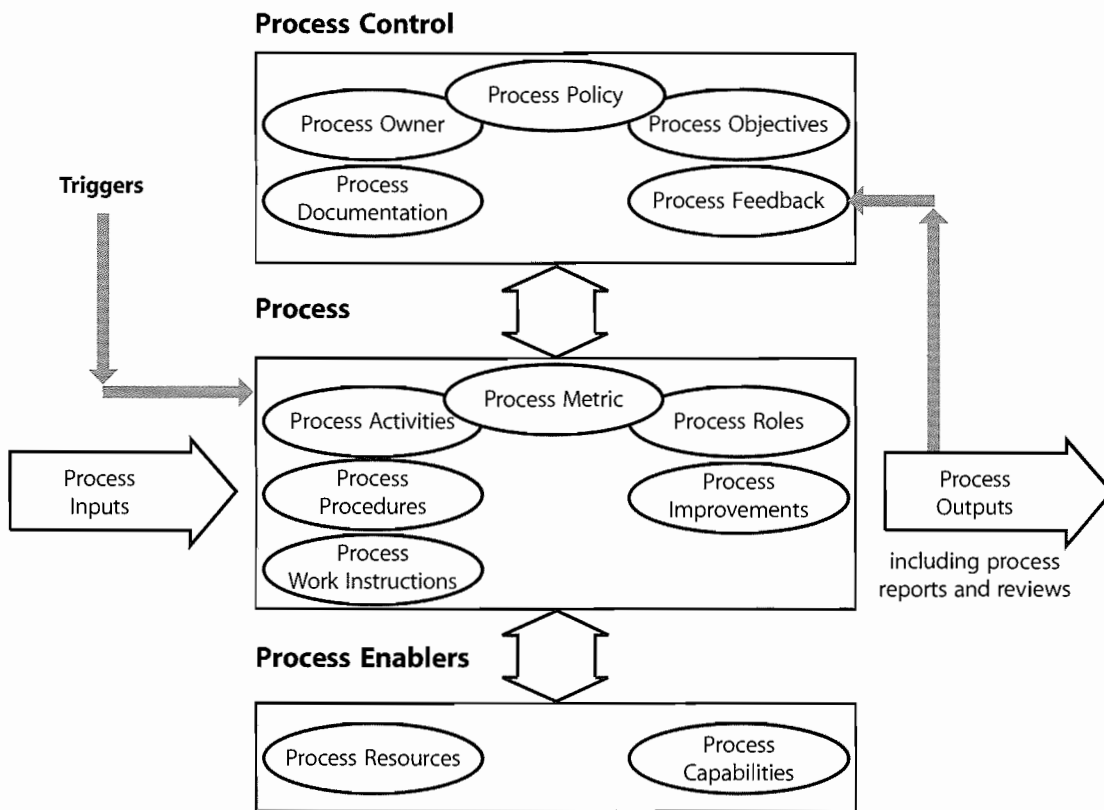 Process Control
Process Policy
Process Owner
Process Objectives
Process
Documentation
Process Feedback
Triggers
Process
Process Metric
Process Activities
Process Roles
Process
Inputs
Process
Procedures
Process
Improvements
Process
Work Instructions
Process
Outputs
including process
reports and reviews
Process Enablers
Process Resources
Process
Capabilities